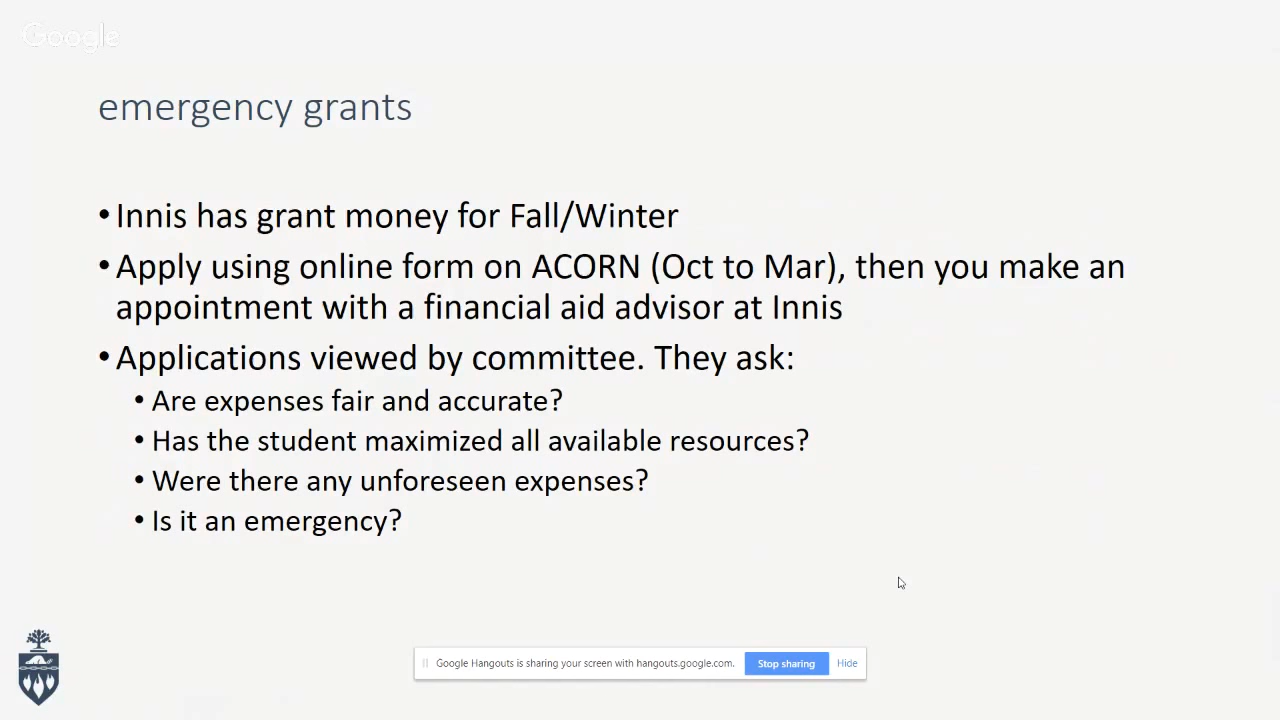 Google
emergency grants
•Innis has grant money for Fall/Winter
•Apply using online form on ACORN (Oct to Mar), then you make an
appointment with a financial aid advisor at Innis
•Applications viewed by committee. They ask:
•Are expenses fair and accurate?
•Has the student maximized all available resources?
•Were there any unforeseen expenses?
•Is it an emergency?
Google Hangouts is sharing your screen with hangouts.google.com. Stop sharing Hide